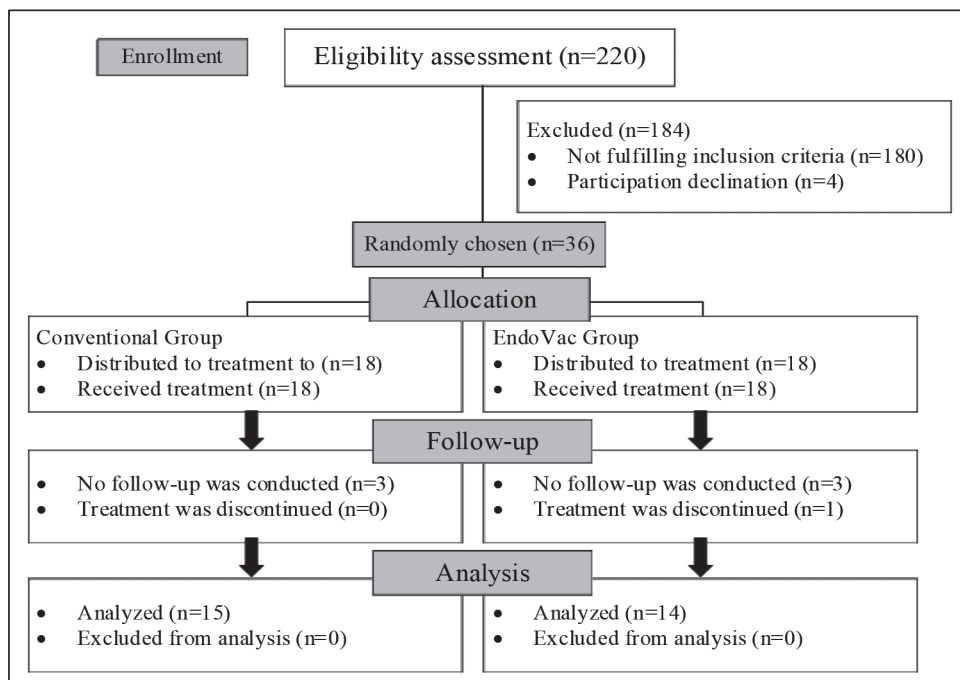 Enrollment
Eligibility assessment (n=220)
Excluded (n=184)
• Not fulfilling inclusion criteria (n=180)
• Participation declination (n=4)
Randomly chosen (n=36)
Allocation
Conventional Group
• Distributed to treatment to (n=18)
• Received treatment (n=18)
EndoVac Group
• Distributed to treatment (n=18)
• Received treatment (n=18)
Follow-up
• No follow-up was conducted (n=3)
• Treatment was discontinued (n=0)
• No follow-up was conducted (n=3)
• Treatment was discontinued (n=1)
Analysis
• Analyzed (n=15)
• Excluded from analysis (n=0)
• Analyzed (n=14)
• Excluded from analysis (n=0)